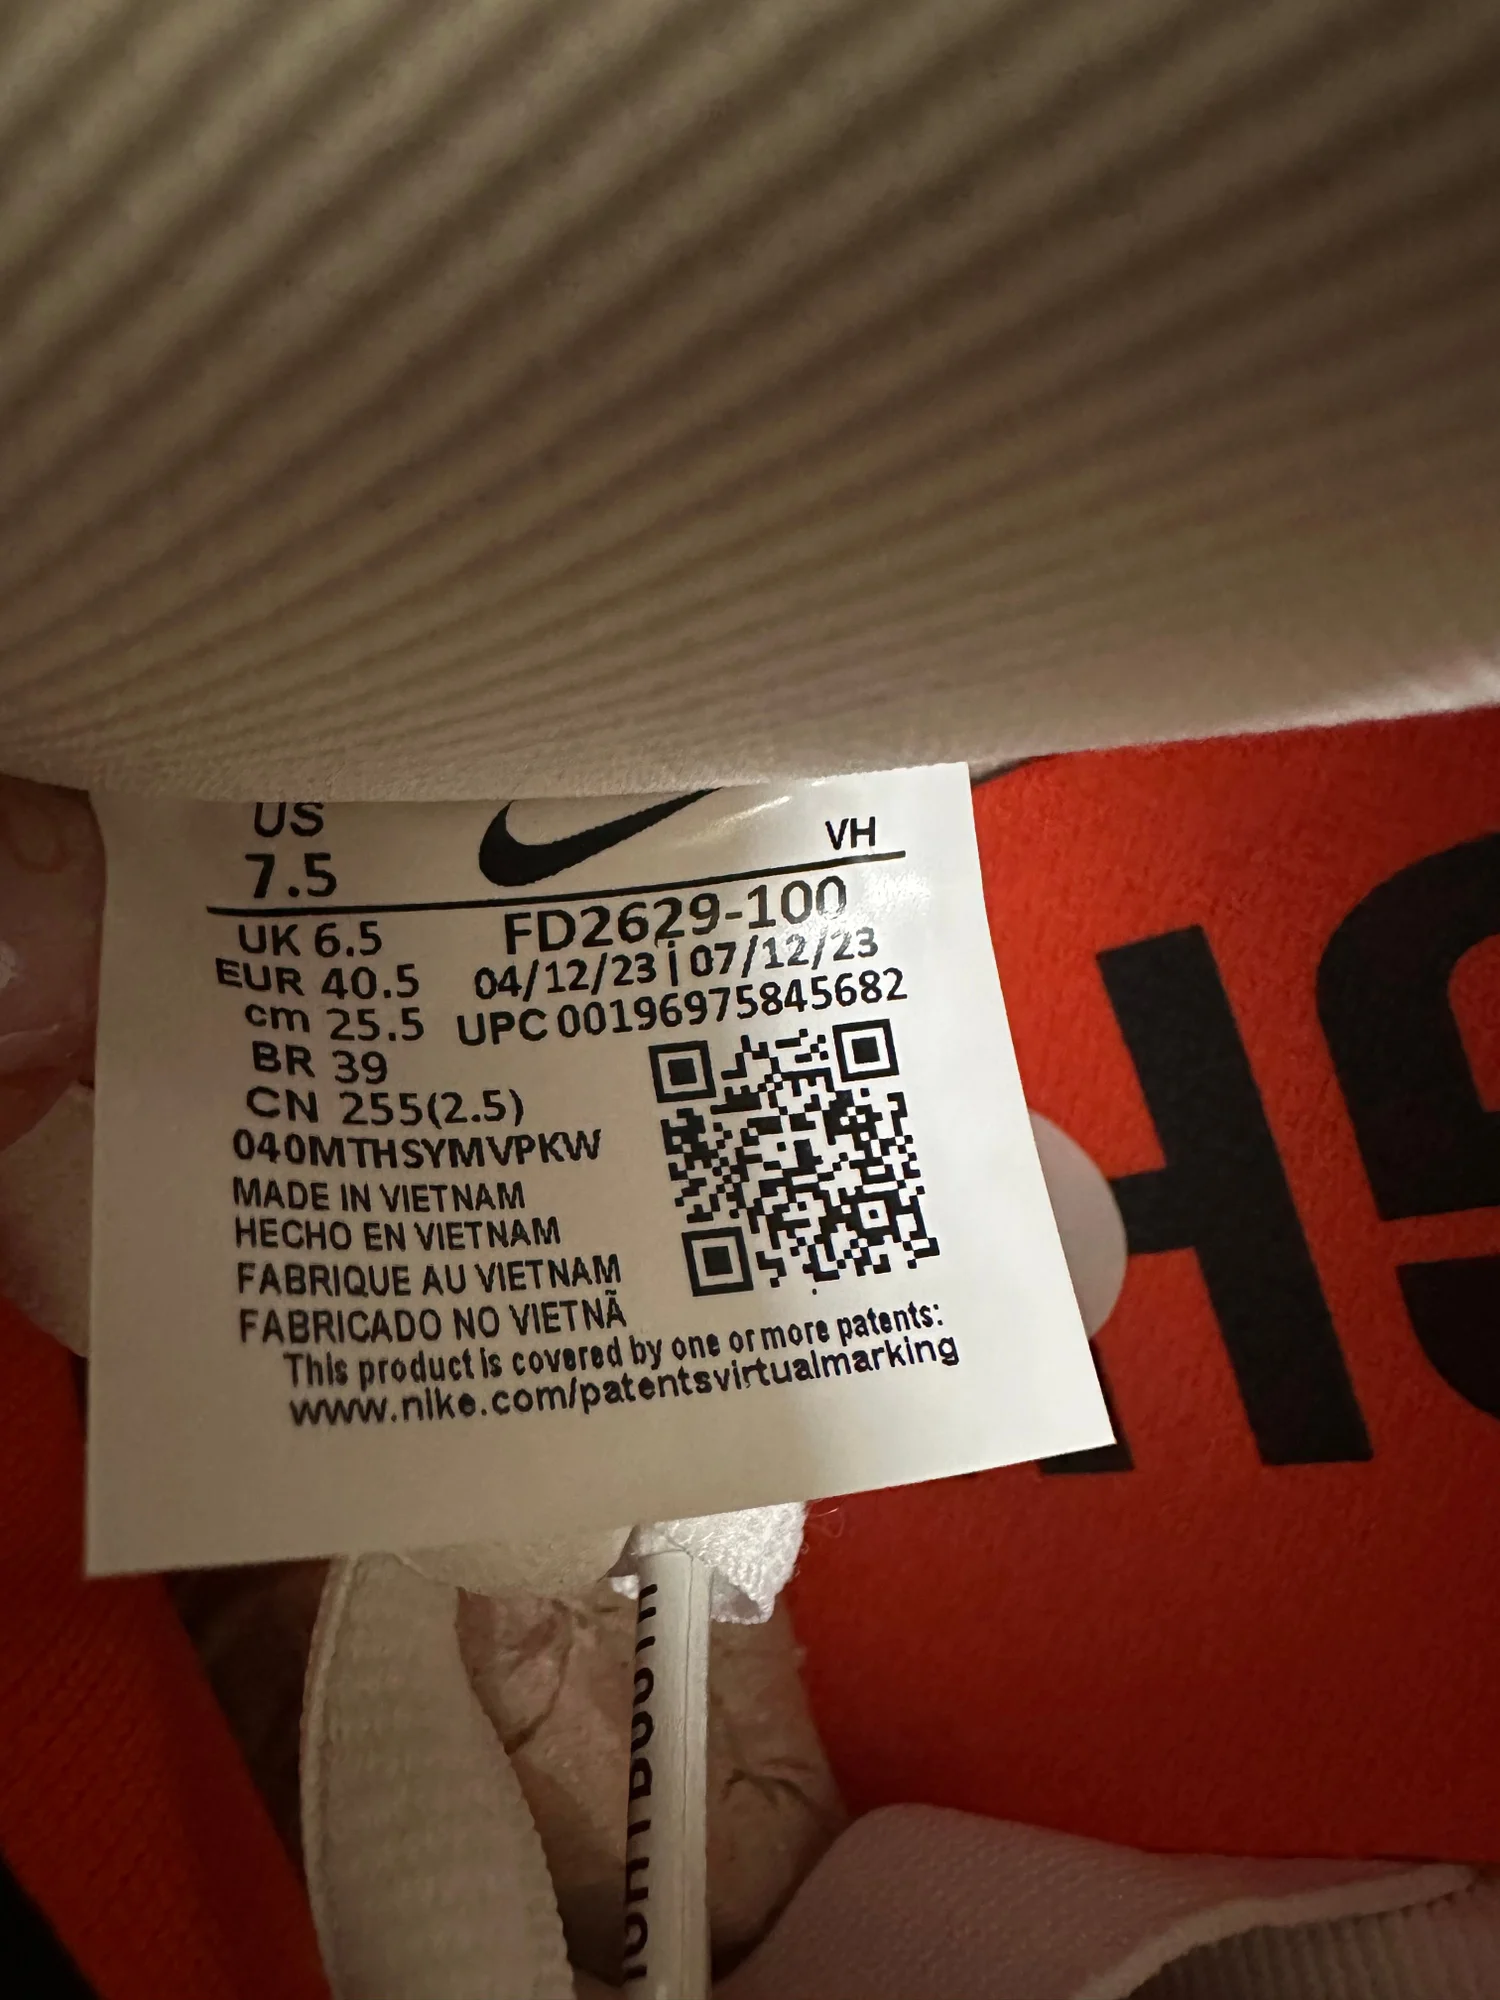 US
7.5
VH
UK 6.5
FD2629-100
EUR 40.5
04/12/23 | 07/12/23
cm 25.5
UPC 00196975845682
BR 39
CN 255(2.5)
040MTHSYMVPKW
MADE IN VIETNAM
HECHO EN VIETNAM
FABRIQUE AU VIETNAM
FABRICADO NO VIETNÃ
This product is covered by one or more patents:
www.nike.com/patentsvirtualmarking